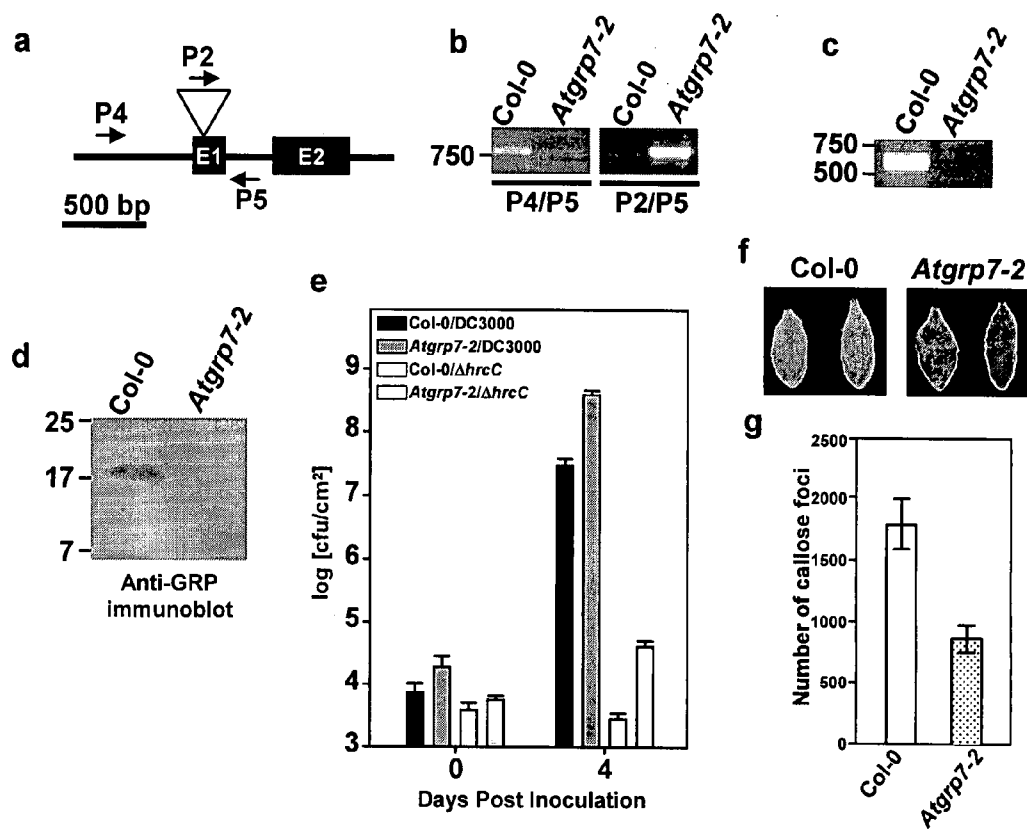 a
P2
P4
E1
E2
P5
500 bp
b
Col-0
Atgrp7-2
Col-0
Atgrp7-2
750
P4/P5
P2/P5
c
Col-0
Atgrp7-2
750
500
d
Col-0
Atgrp7-2
25
17
7
Anti-GRP
immunoblot
e
Col-0/DC3000
Atgrp7-2/DC3000
Col-0/ΔhrcC
Atgrp7-2/ΔhrcC
log [cfu/cm²]
9
8
7
6
5
4
3
0
4
Days Post Inoculation
f
Col-0
Atgrp7-2
g
Number of callose foci
2500
2000
1500
1000
500
0
Col-0
Atgrp7-2